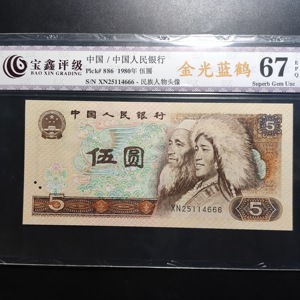 宝鑫评级
BAO XIN GRADING
中国 / 中国人民银行
Pick# 886 1980年 伍圆
S/N XN25114666 - 民族人物头像
金光蓝鹤
67
EPQ
Superb Gem Unc
中国人民银行
伍圆
XN25114666
5
5